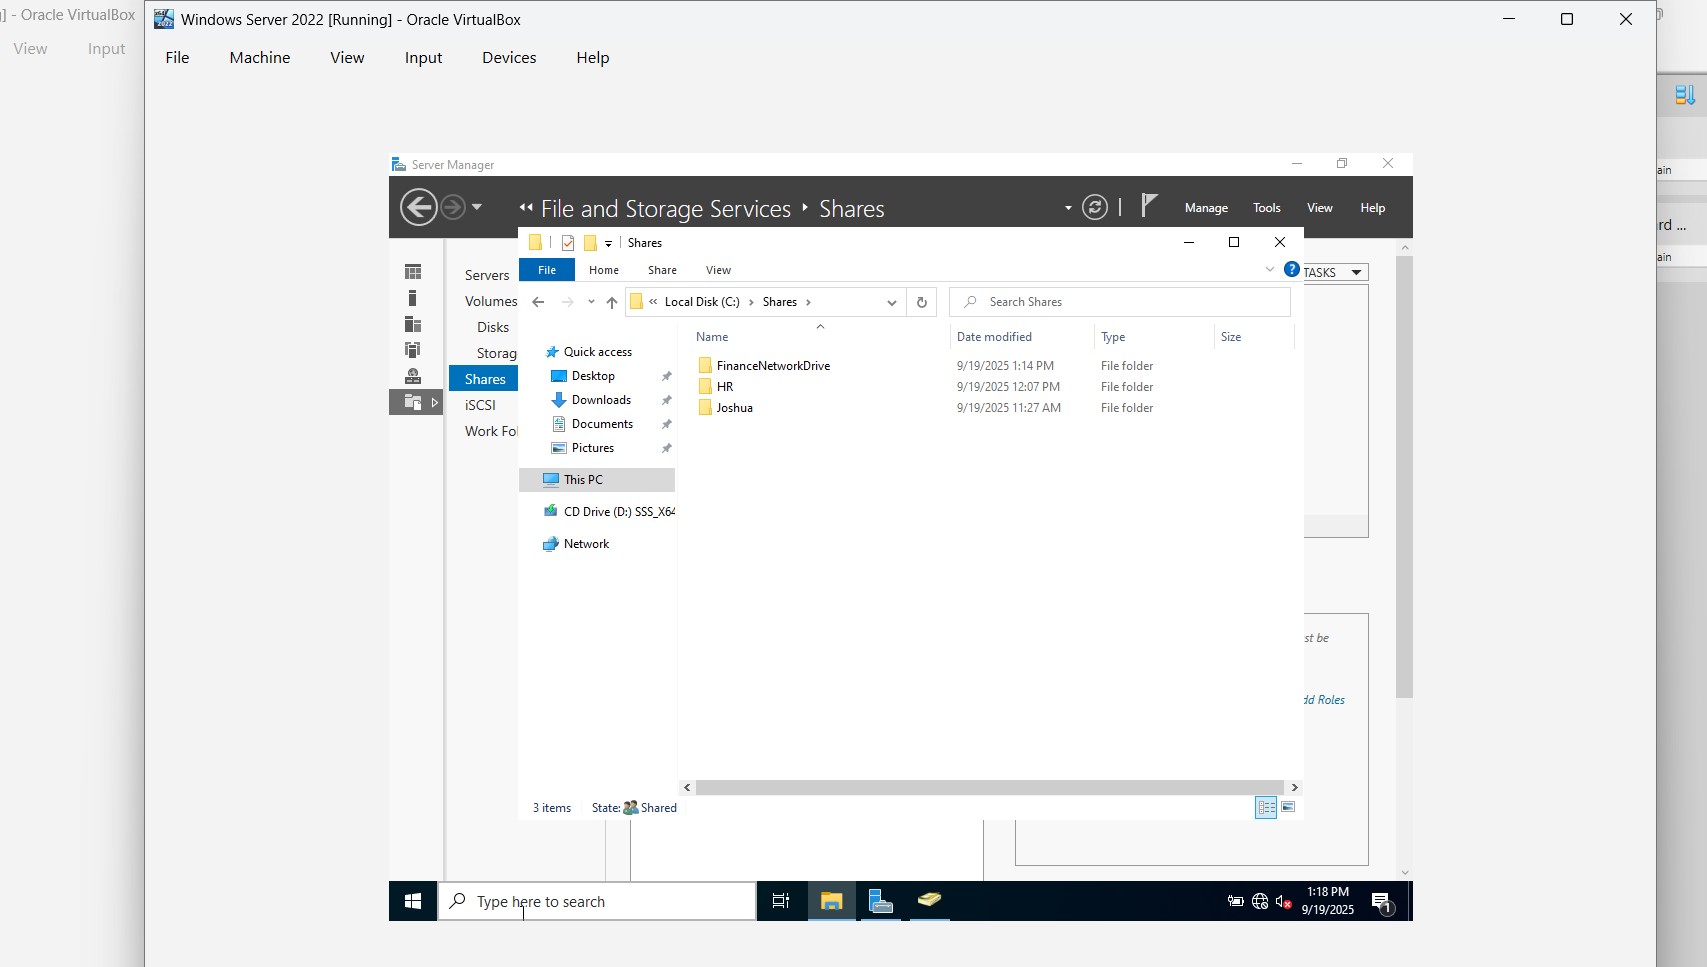 ] - Oracle VirtualBox
View Input
Windows Server 2022 [Running] - Oracle VirtualBox
File Machine View Input Devices Help
Server Manager
File and Storage Services Shares
Manage Tools View Help
Servers
Volumes
Disks
Storag
Shares
iSCSI
Work Fol
TASKS
Shares
File Home Share View
« Local Disk (C:) > Shares >
Search Shares
Name Date modified Type Size
Quick access
Desktop
Downloads
Documents
Pictures
This PC
CD Drive (D:) SSS_X64
Network
FinanceNetworkDrive 9/19/2025 1:14 PM File folder
HR 9/19/2025 12:07 PM File folder
Joshua 9/19/2025 11:27 AM File folder
3 items State: Shared
st be
dd Roles
Type here to search
1:18 PM
9/19/2025
1
ain
rd ...
ain